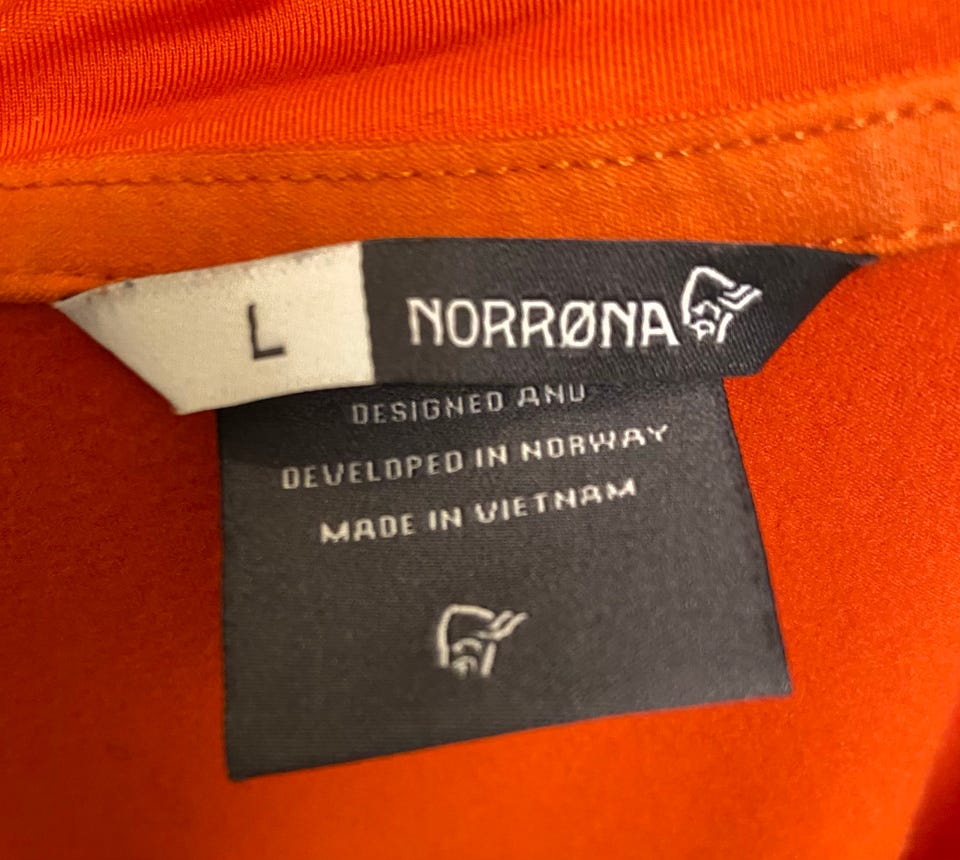 L
NORRØNA
DESIGNED AND
DEVELOPED IN NORWAY
MADE IN VIETNAM